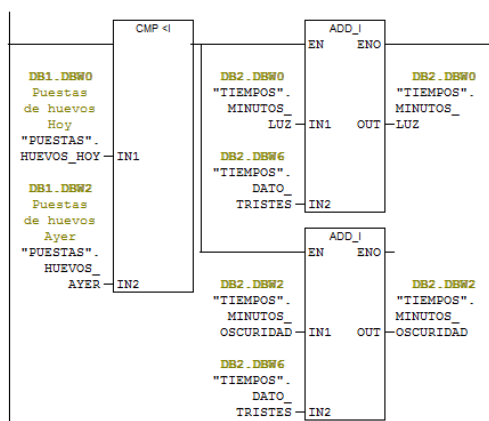 CMP <I
DB1.DBW0
Puestas
de huevos
Hoy
"PUESTAS".
HUEVOS_HOY IN1
DB1.DBW2
Puestas
de huevos
Ayer
"PUESTAS".
HUEVOS_
AYER IN2
ADD_I
EN ENO
DB2.DBW0
"TIEMPOS".
MINUTOS_
LUZ IN1
DB2.DBW6
"TIEMPOS".
DATO_
TRISTES IN2
DB2.DBW0
"TIEMPOS".
MINUTOS_
OUT LUZ
ADD_I
EN ENO
DB2.DBW2
"TIEMPOS".
MINUTOS_
OSCURIDAD IN1
DB2.DBW6
"TIEMPOS".
DATO_
TRISTES IN2
DB2.DBW2
"TIEMPOS".
MINUTOS_
OUT OSCURIDAD